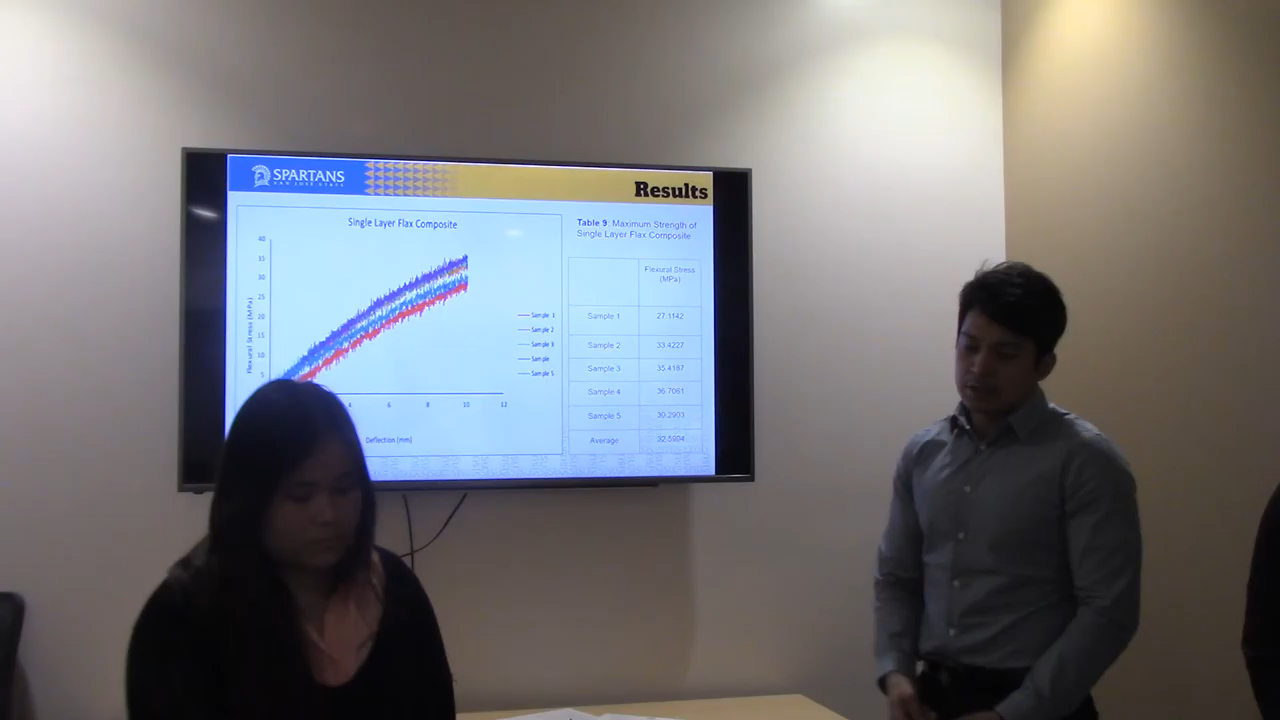 SPARTANS
SAN JOSÉ STATE
Results
Single Layer Flax Composite
40
35
30
25
20
15
10
5
Flexural Stress (MPa)
4
6
8
10
12
Deflection (mm)
Sample 1
Sample 2
Sample 3
Sample
Sample 5
Table 9. Maximum Strength of
Single Layer Flax Composite
Flexural Stress
(MPa)
Sample 1 27.1142
Sample 2 33.4227
Sample 3 35.4187
Sample 4 36.7061
Sample 5 30.2903
Average 32.5904